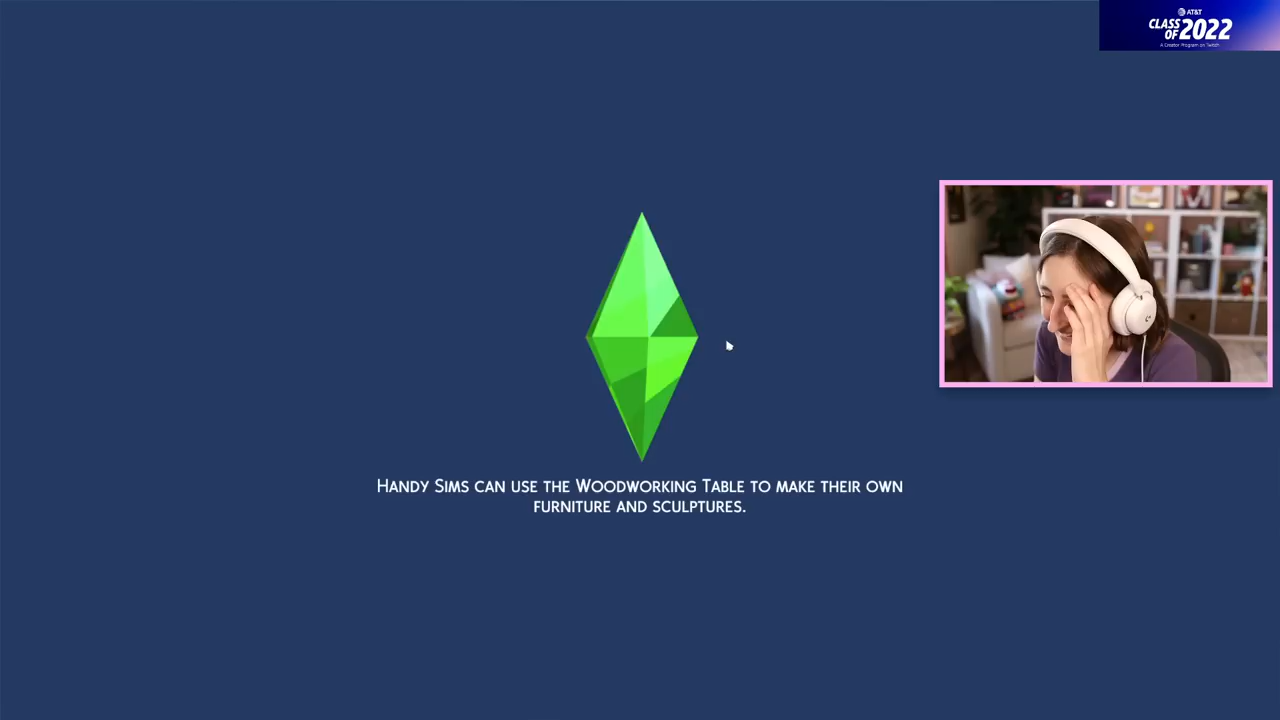 AT&T
CLASS
OF 2022
A Creator Program on Twitch
HANDY SIMS CAN USE THE WOODWORKING TABLE TO MAKE THEIR OWN
FURNITURE AND SCULPTURES.